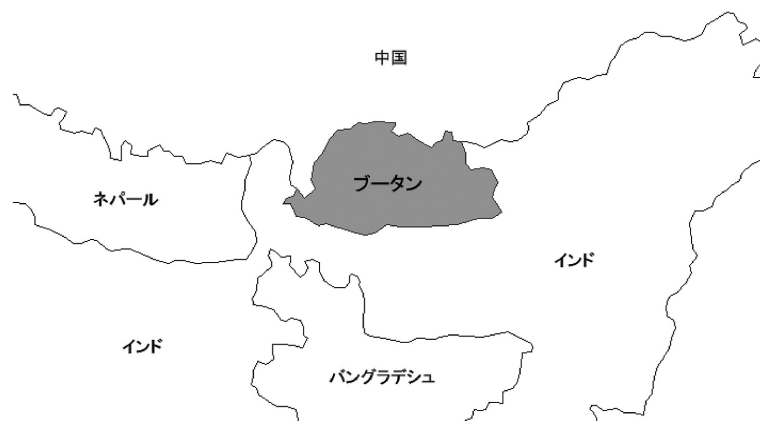 中国
ブータン
ネパール
インド
インド
バングラデシュ